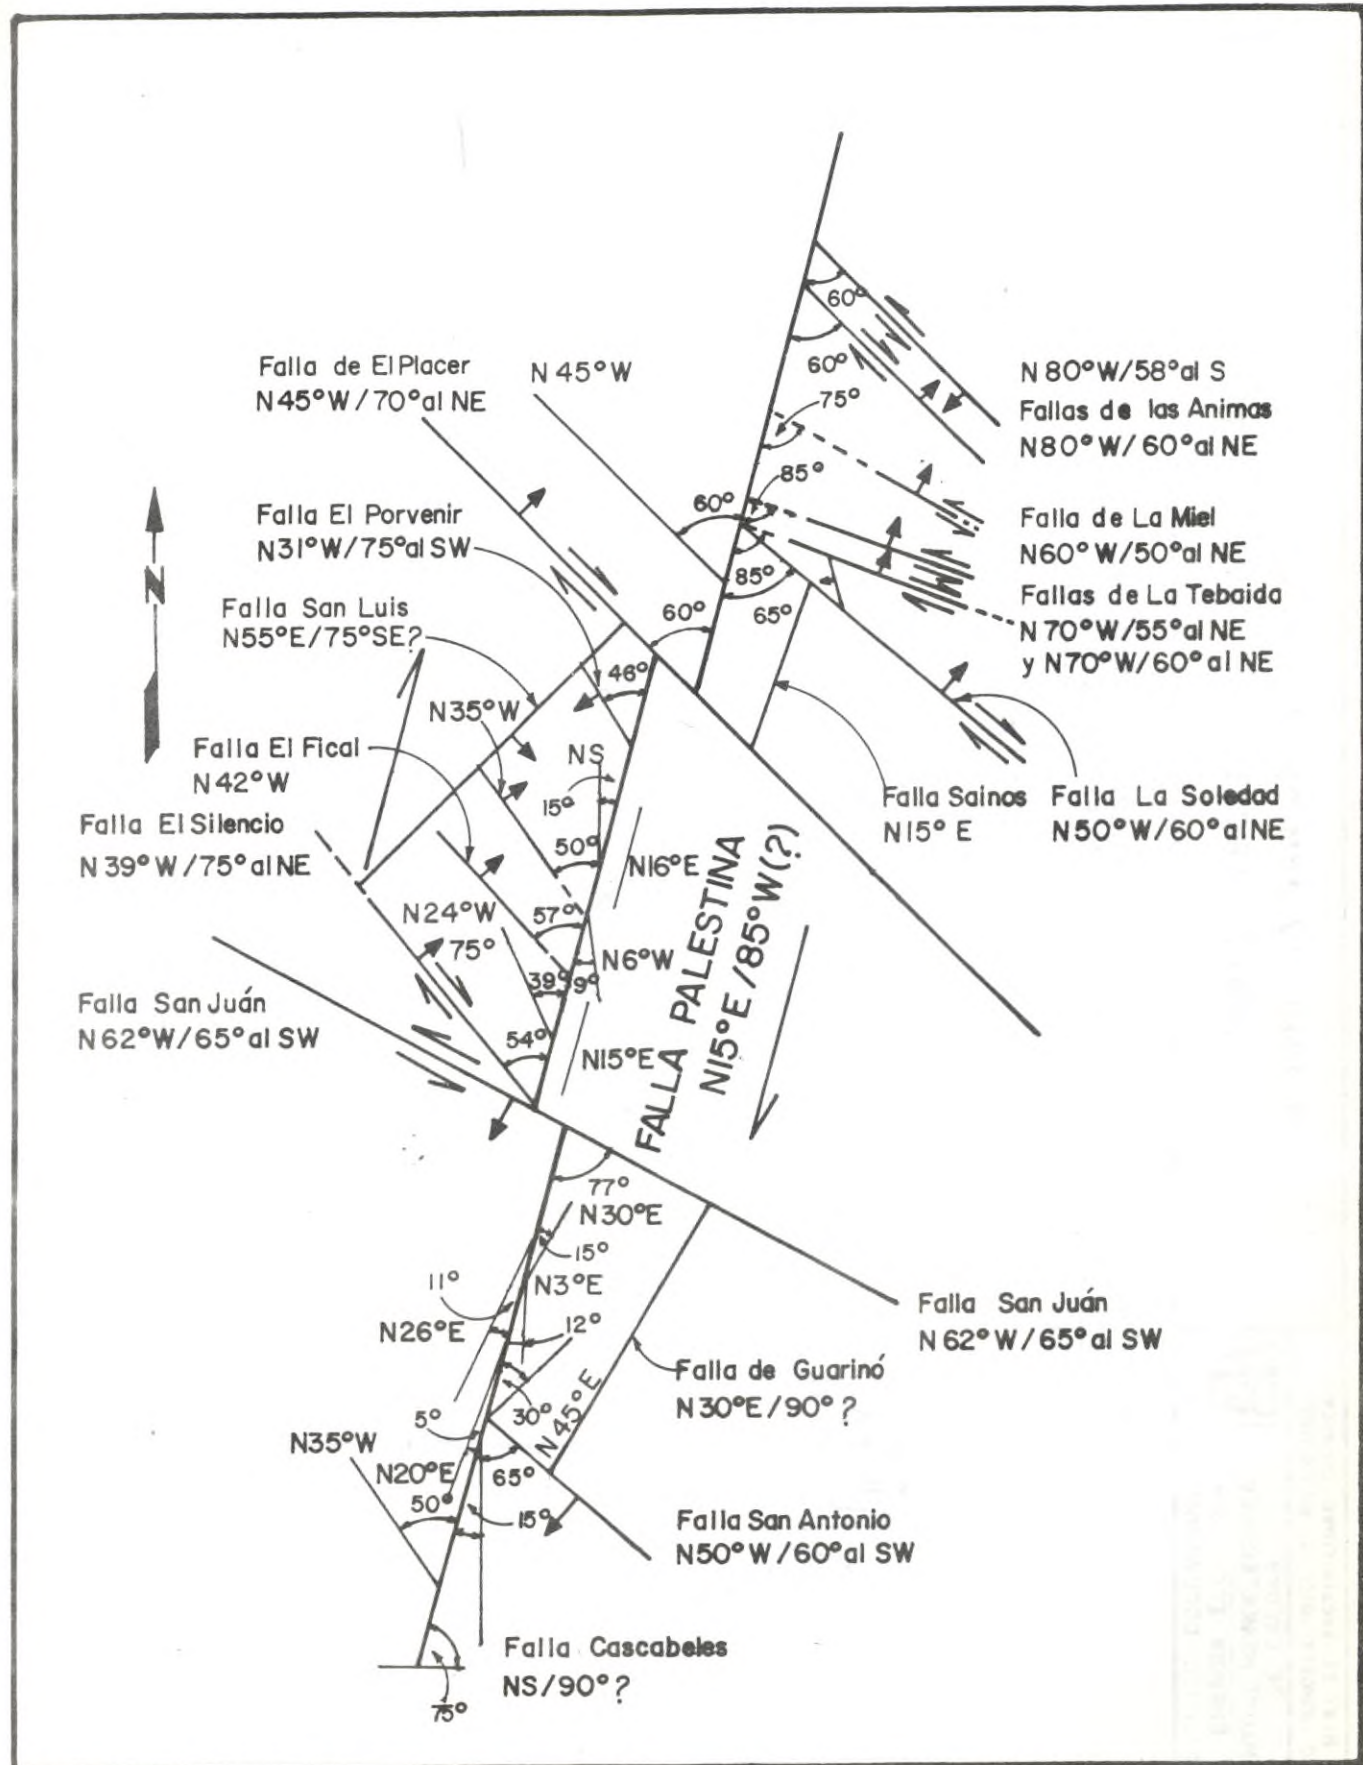 60°
60°
N 80°W/58°al S
Fallas de las Animas
N80°W/60°al NE
Falla de El Placer
N45°W/70°al NE
N 45°W
75°
85°
Falla El Porvenir
N31°W/75°al SW
60°
Falla de La Miel
N60°W/50°al NE
N
85°
65°
Falla San Luis
N55°E/75°SE?
60°
Fallas de La Tebaida
N 70°W/55°al NE
y N70°W/60°al NE
46°
N35°W
Falla El Fical
N42°W
NS
15°
Falla Sainos
N15°E
Falla La Soledad
N50°W/60°al NE
Falla El Silencio
N39°W/75°al NE
50°
N16°E
N24°W
75°
57°
N6°W
39°
9°
FALLA PALESTINA
N15°E/85°W(?)
Falla San Juán
N62°W/65°al SW
54°
N15°E
77°
N30°E
15°
11°
N3°E
N26°E
12°
Falla San Juán
N62°W/65°al SW
Falla de Guarinó
N30°E/90°?
5°
30°
N45°E
N35°W
N20°E
65°
50°
15°
Falla San Antonio
N50°W/60°al SW
Falla Cascabeles
NS/90°?
75°